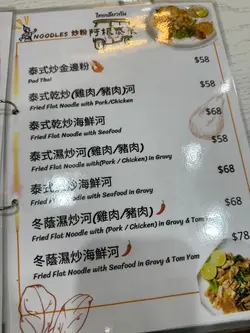 NOODLES 炒粉
泰式炒金邊粉 $58
Pad Thai
泰式乾炒(雞肉/豬肉)河 $58
Fried Flat Noodle with Pork/Chicken
泰式乾炒海鮮河 $68
Fried Flat Noodle with Seafood
泰式濕炒河(雞肉/豬肉) $58
Fried Flat Noodle with(Pork / Chicken) in Gravy
泰式濕炒海鮮河 $68
Fried Flat Noodle with Seafood in Gravy
冬蔭濕炒河(雞肉/豬肉) $68
Fried Flat Noodle with (Pork / Chicken) in Gravy & Tom
冬蔭濕炒海鮮河 $78
Fried Flat Noodle with Seafood in Gravy & Tom Yam